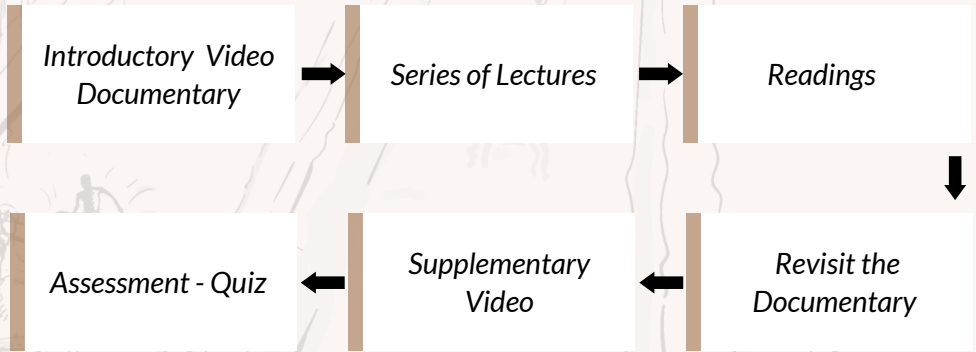 Introductory Video
Documentary
Series of Lectures
Readings
Revisit the
Documentary
Supplementary
Video
Assessment - Quiz